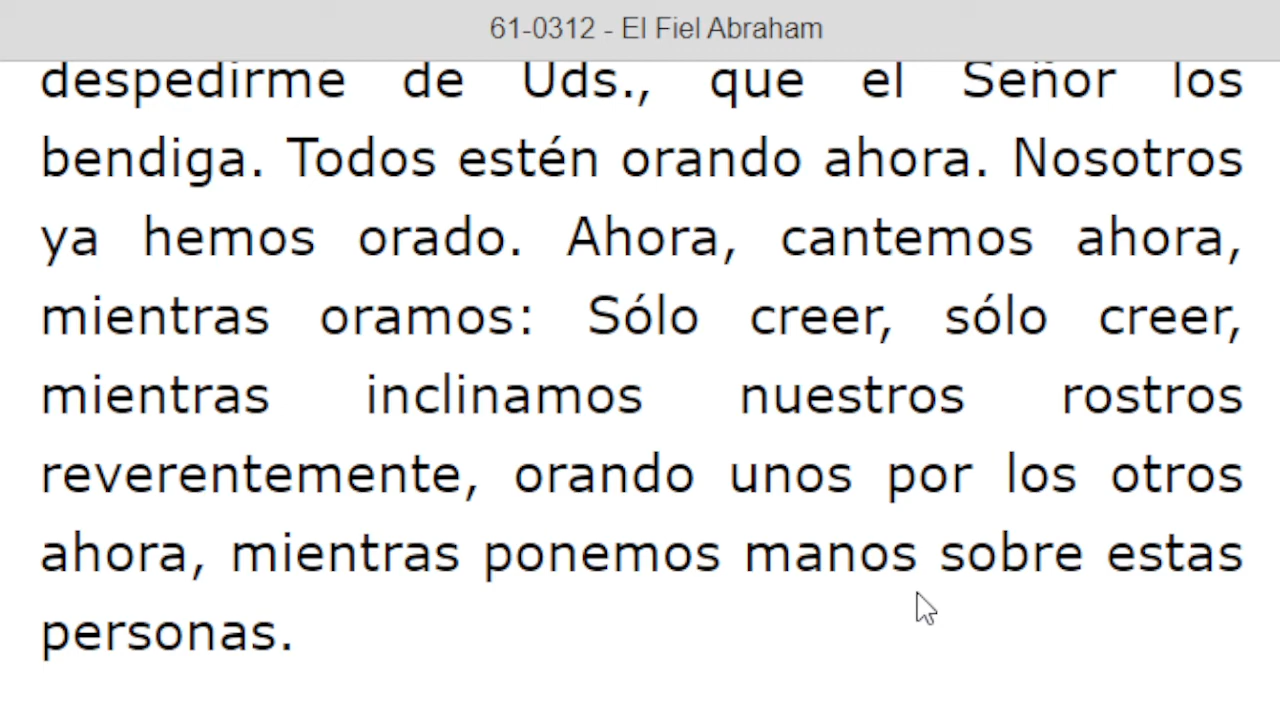 61-0312 - El Fiel Abraham
despedirme de Uds., que el Señor los
bendiga. Todos estén orando ahora. Nosotros
ya hemos orado. Ahora, cantemos ahora,
mientras oramos: Sólo creer, sólo creer,
mientras inclinamos nuestros rostros
reverentemente, orando unos por los otros
ahora, mientras ponemos manos sobre estas
personas.